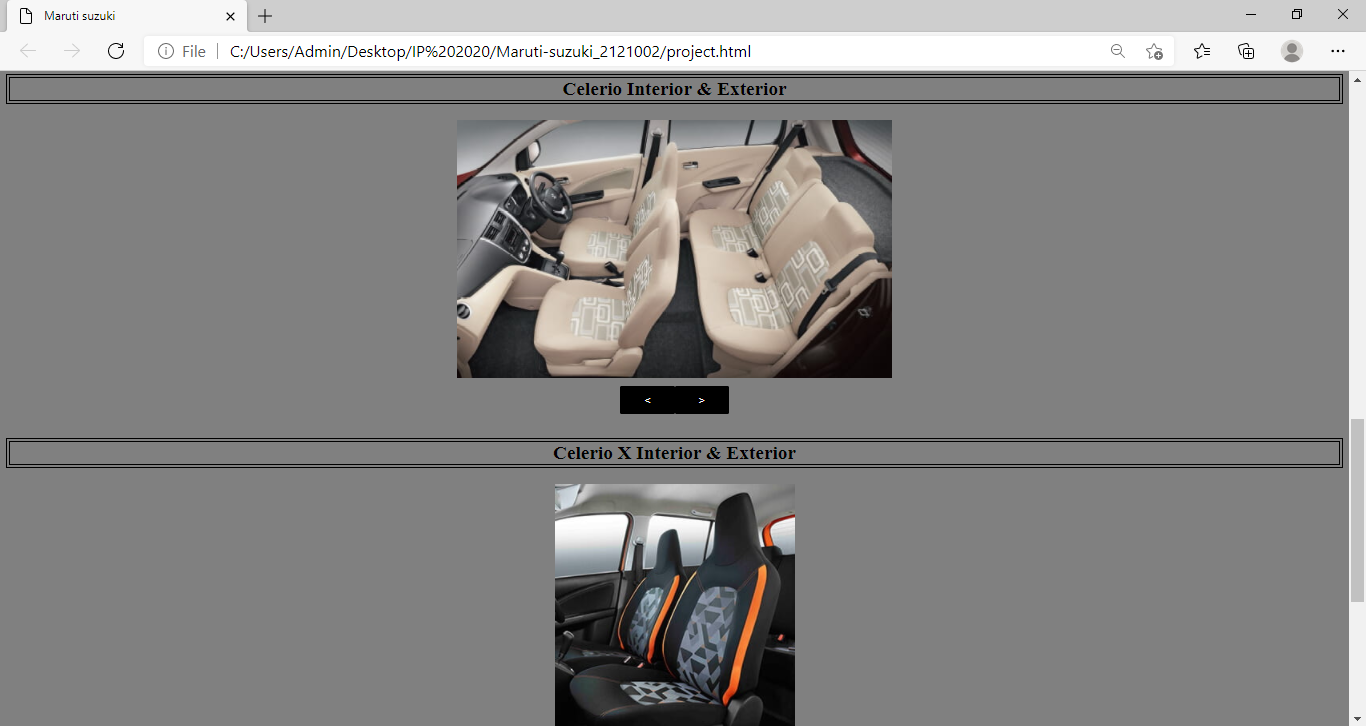 Maruti suzuki
File
C:/Users/Admin/Desktop/IP%202020/Maruti-suzuki_2121002/project.html
Celerio Interior & Exterior
< >
Celerio X Interior & Exterior